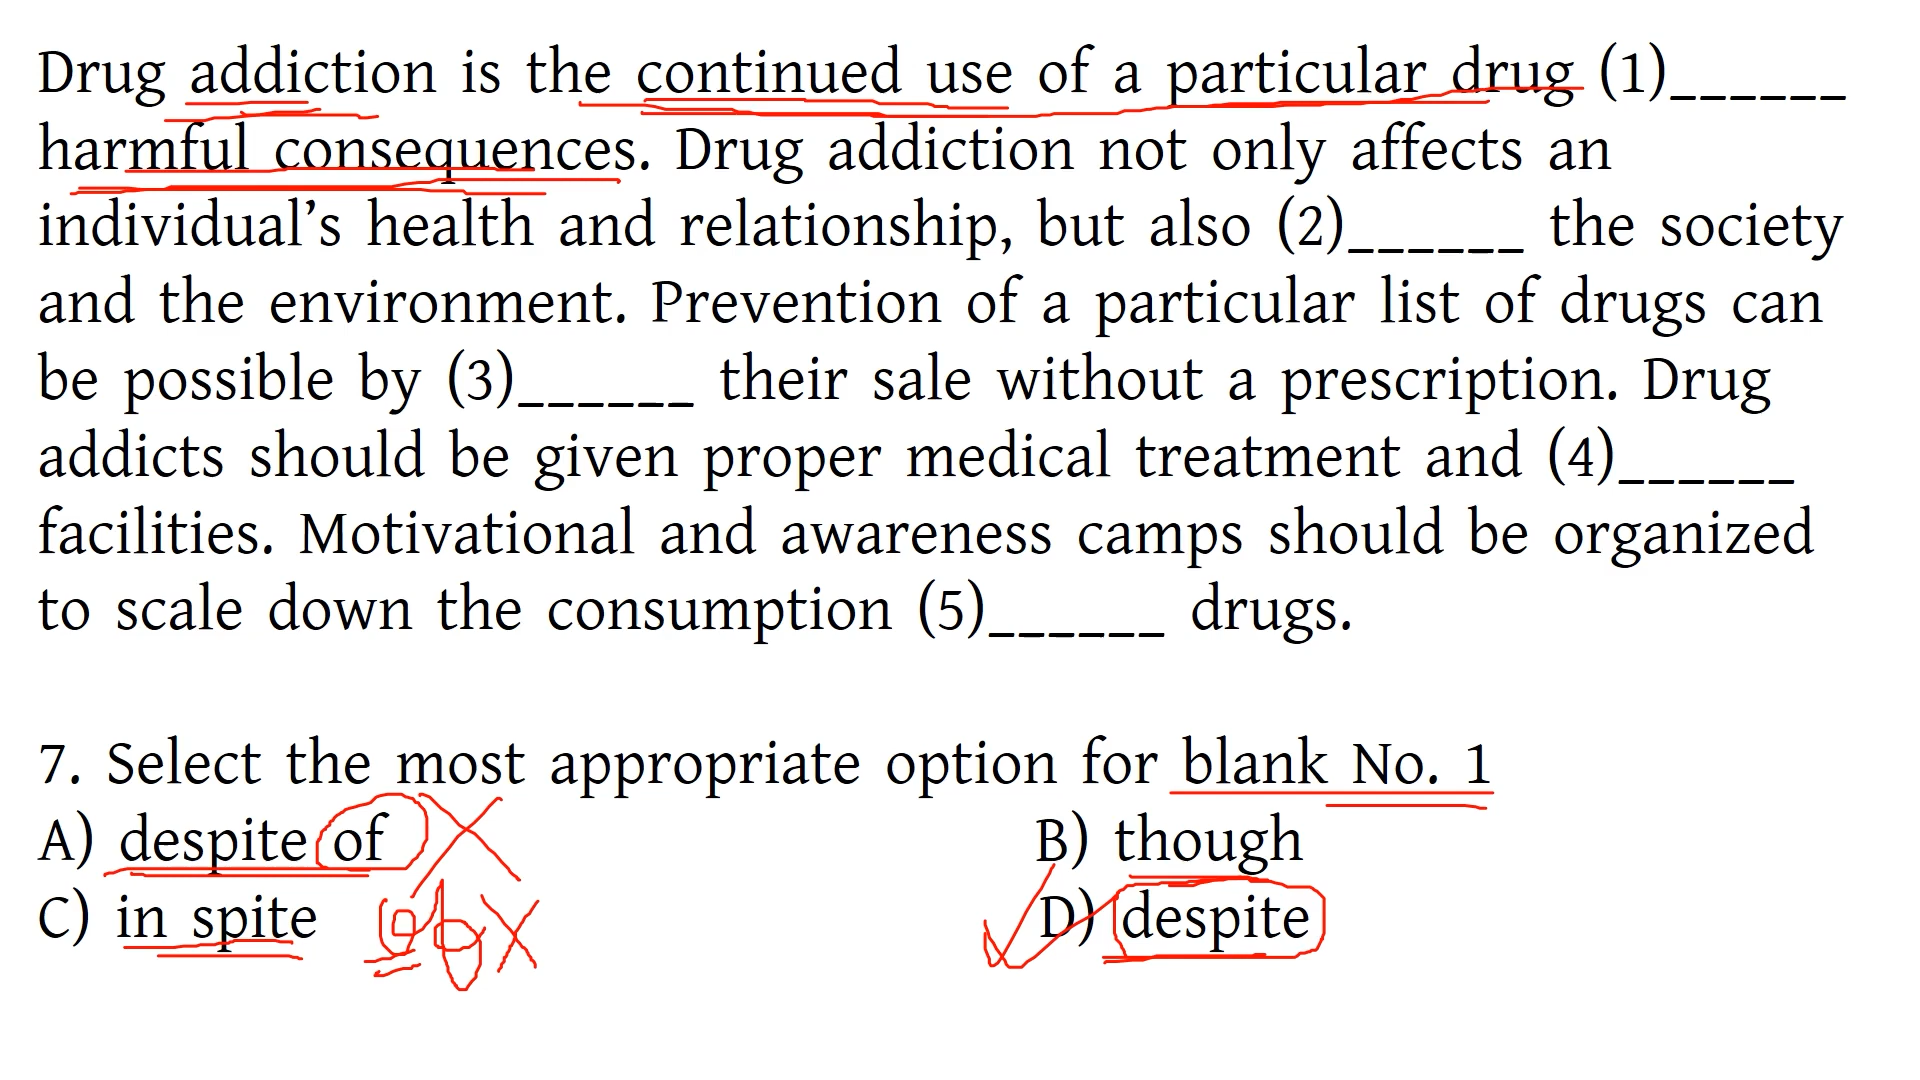 Drug addiction is the continued use of a particular drug (1)______
harmful consequences. Drug addiction not only affects an
individual’s health and relationship, but also (2)______ the society
and the environment. Prevention of a particular list of drugs can
be possible by (3)______ their sale without a prescription. Drug
addicts should be given proper medical treatment and (4)______
facilities. Motivational and awareness camps should be organized
to scale down the consumption (5)______ drugs.
7. Select the most appropriate option for blank No. 1
A) despite of B) though
C) in spite of D) despite